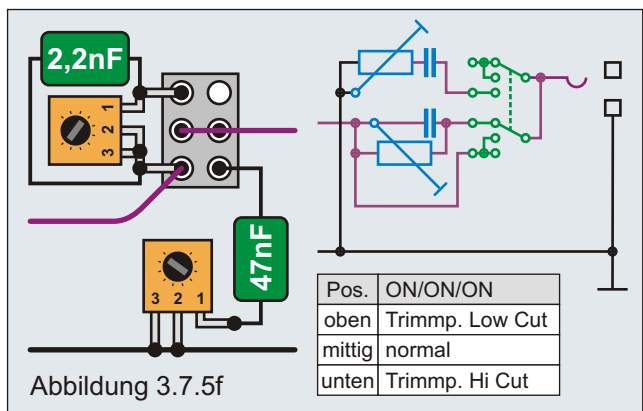 2,2nF
1
2
3
47nF
3 2 1
Pos. ON/ON/ON
oben Trimmp. Low Cut
mittig normal
unten Trimmp. Hi Cut
Abbildung 3.7.5f